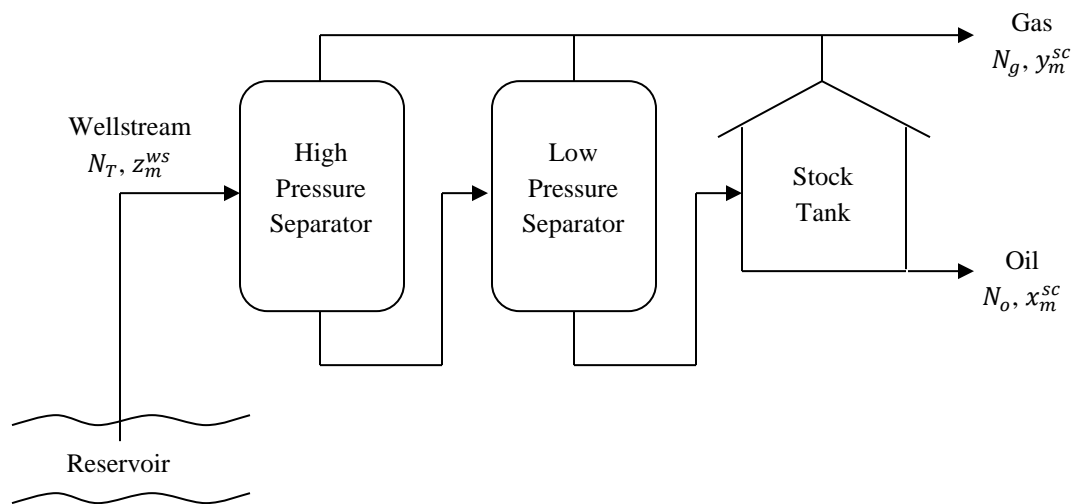 Gas
N_g, y_m^{sc}
Wellstream
N_T, z_m^{ws}
High
Pressure
Separator
Low
Pressure
Separator
Stock
Tank
Oil
N_o, x_m^{sc}
Reservoir